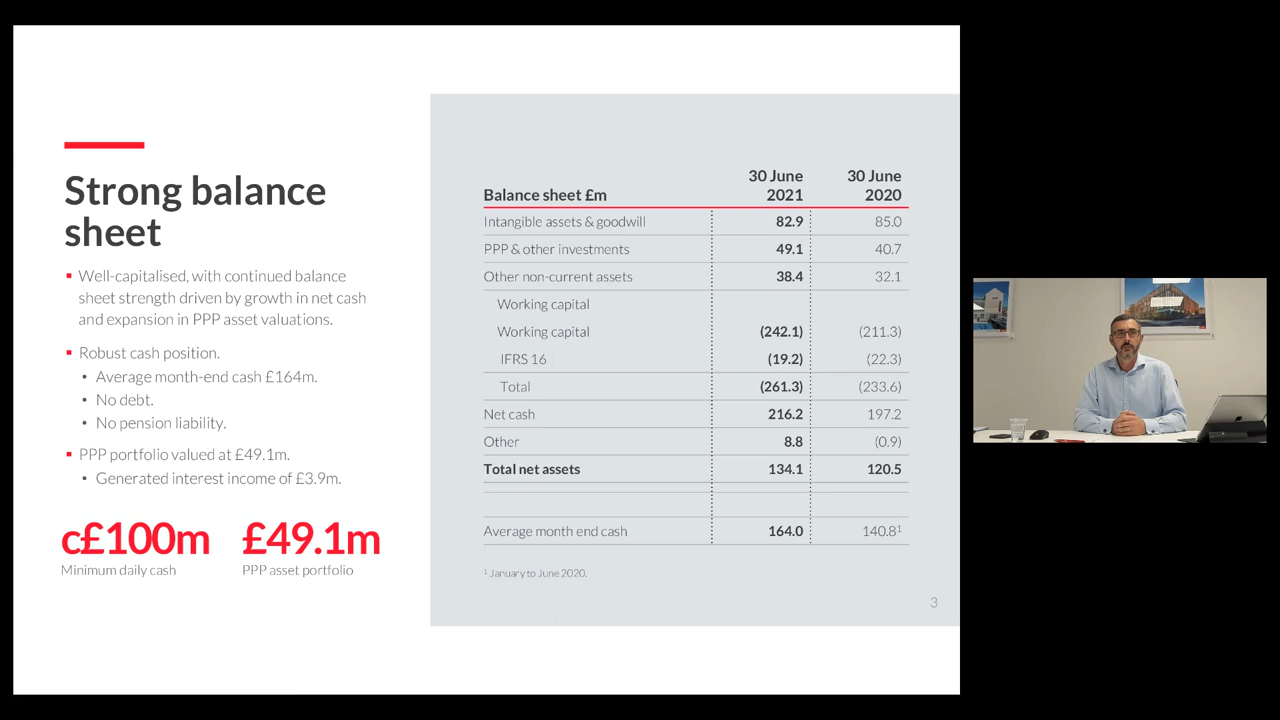 Strong balance
sheet
▪ Well-capitalised, with continued balance
sheet strength driven by growth in net cash
and expansion in PPP asset valuations.
▪ Robust cash position.
• Average month-end cash £164m.
• No debt.
• No pension liability.
▪ PPP portfolio valued at £49.1m.
• Generated interest income of £3.9m.
c£100m £49.1m
Minimum daily cash PPP asset portfolio
30 June 30 June
Balance sheet £m 2021 2020
Intangible assets & goodwill 82.9 85.0
PPP & other investments 49.1 40.7
Other non-current assets 38.4 32.1
Working capital
Working capital (242.1) (211.3)
IFRS 16 (19.2) (22.3)
Total (261.3) (233.6)
Net cash 216.2 197.2
Other 8.8 (0.9)
Total net assets 134.1 120.5
Average month end cash 164.0 140.8¹
¹ January to June 2020.
3